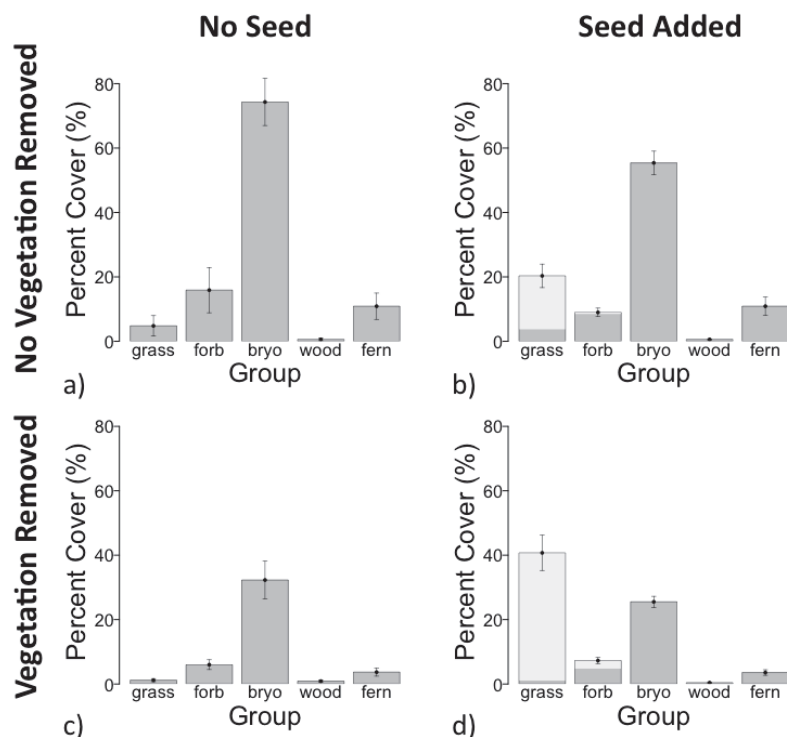 No Seed
Seed Added
No Vegetation Removed
Percent Cover (%)
80
60
40
20
0
grass forb bryo wood fern
Group
a)
Percent Cover (%)
80
60
40
20
0
grass forb bryo wood fern
Group
b)
Vegetation Removed
Percent Cover (%)
80
60
40
20
0
grass forb bryo wood fern
Group
c)
Percent Cover (%)
80
60
40
20
0
grass forb bryo wood fern
Group
d)